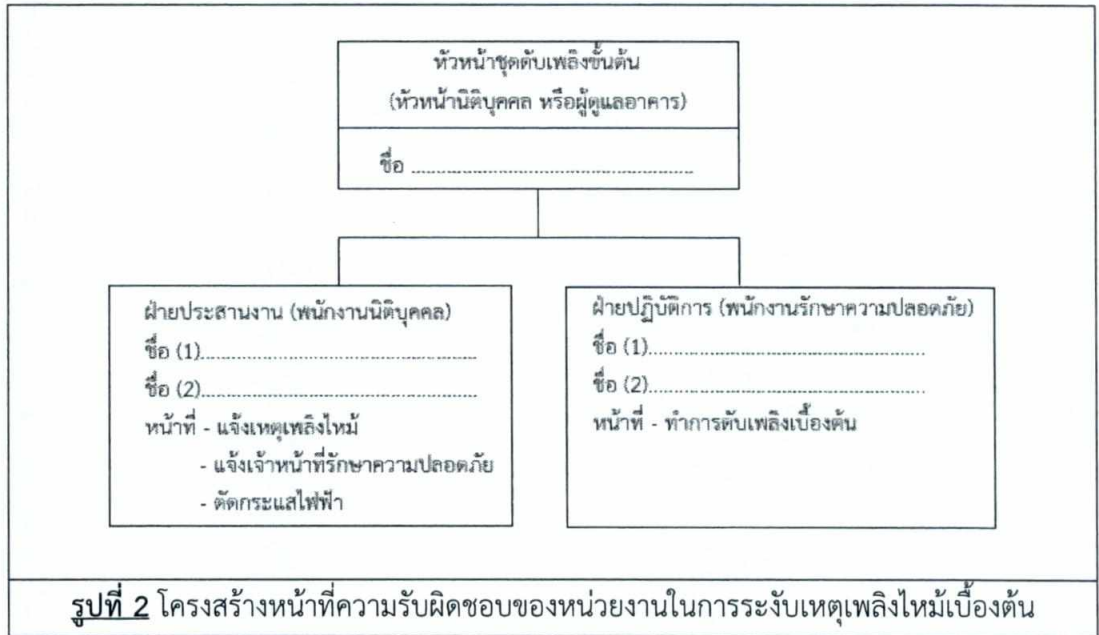 หัวหน้าชุดดับเพลิงขั้นต้น
(หัวหน้านิติบุคคล หรือผู้ดูแลอาคาร)
ชื่อ ........................................................
ฝ่ายประสานงาน (พนักงานนิติบุคคล)
ชื่อ (1).......................................................
ชื่อ (2).......................................................
หน้าที่ - แจ้งเหตุเพลิงไหม้
- แจ้งเจ้าหน้าที่รักษาความปลอดภัย
- ตัดกระแสไฟฟ้า
ฝ่ายปฏิบัติการ (พนักงานรักษาความปลอดภัย)
ชื่อ (1).......................................................
ชื่อ (2).......................................................
หน้าที่ - ทำการดับเพลิงเบื้องต้น
รูปที่ 2 โครงสร้างหน้าที่ความรับผิดชอบของหน่วยงานในการระงับเหตุเพลิงไหม้เบื้องต้น